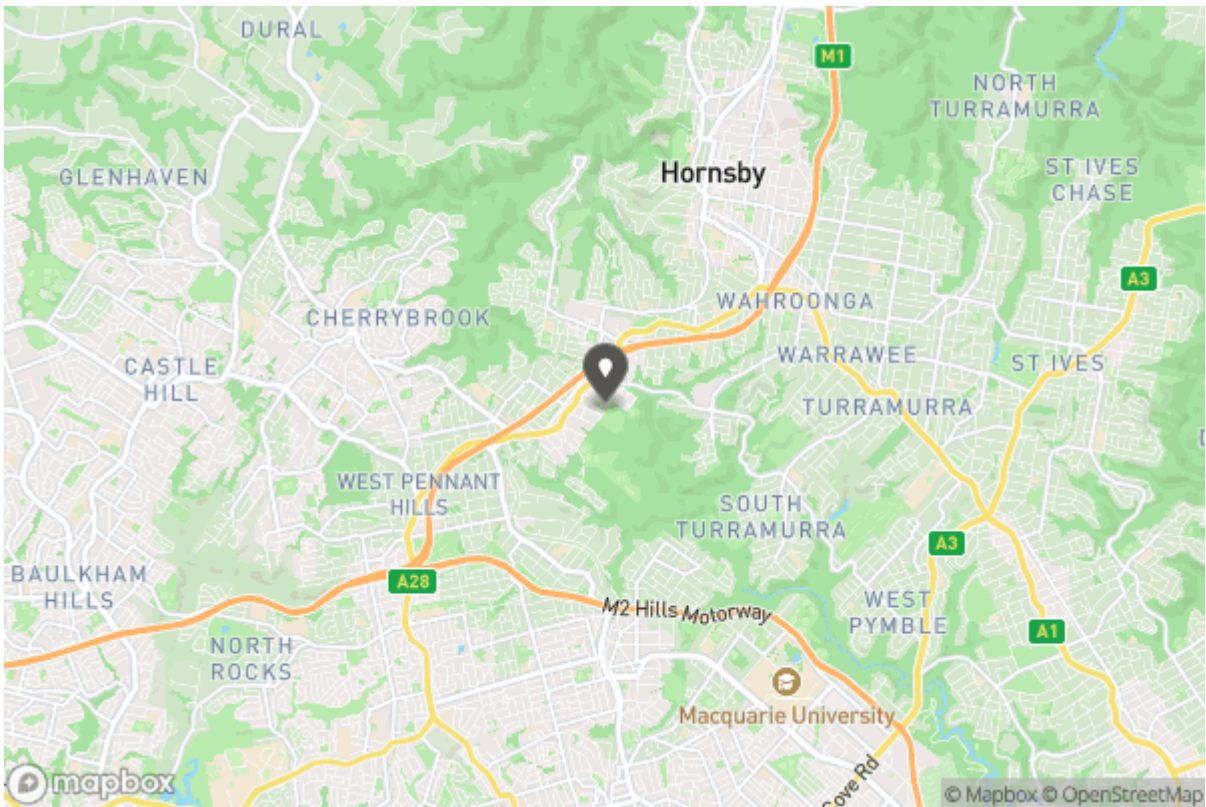 DURAL
M1
NORTH
TURRAMURRA
GLENHAVEN
Hornsby
ST IVES
CHASE
A3
WAHROONGA
CHERRYBROOK
WARRAWEE
ST IVES
CASTLE
HILL
TURRAMURRA
WEST PENNANT
HILLS
SOUTH
TURRAMURRA
A3
BAULKHAM
HILLS
A28
M2 Hills Motorway
WEST
PYMBLE
A1
NORTH
ROCKS
Macquarie University
Cove Rd
mapbox
© Mapbox © OpenStreetMap